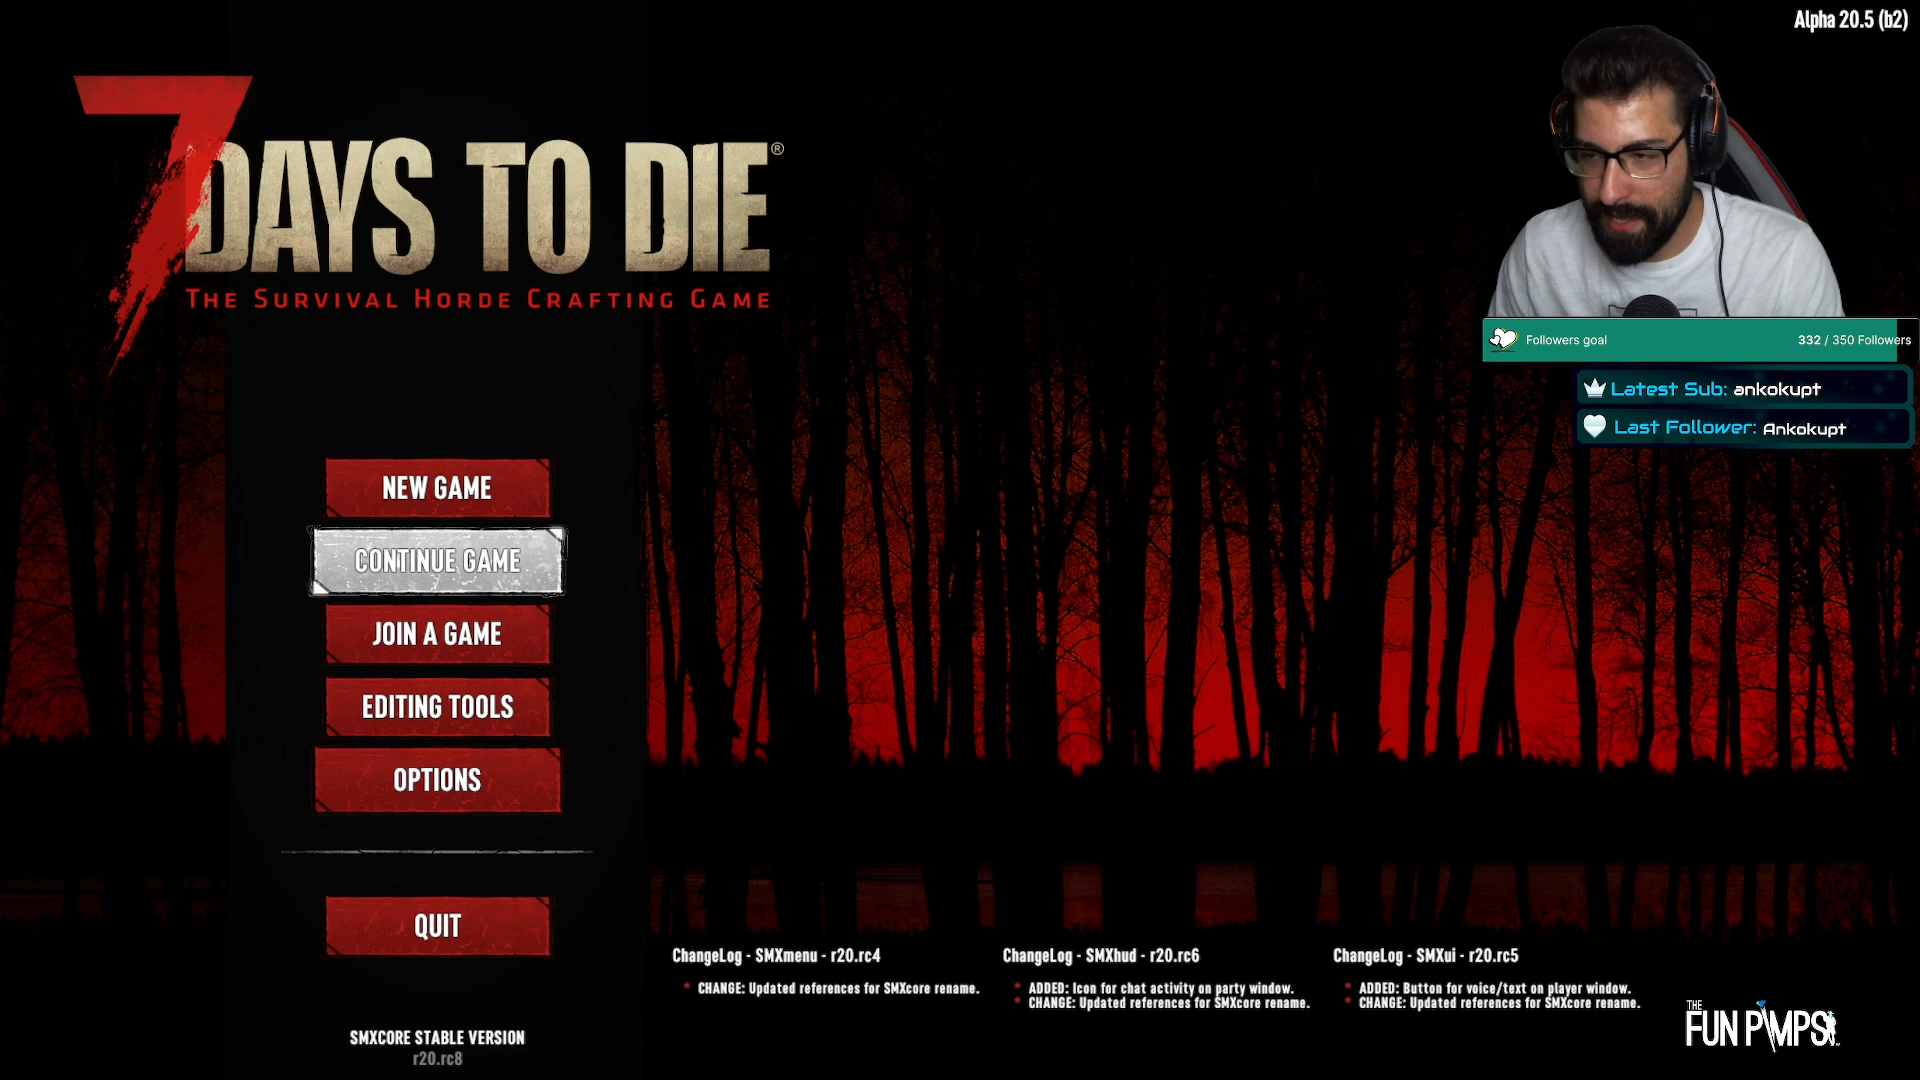 Alpha 20.5 (b2)
7 DAYS TO DIE®
THE SURVIVAL HORDE CRAFTING GAME
Followers goal 332 / 350 Followers
Latest Sub: ankokupt
Last Follower: Ankokupt
NEW GAME
CONTINUE GAME
JOIN A GAME
EDITING TOOLS
OPTIONS
QUIT
SMXCORE STABLE VERSION
r20.rc8
ChangeLog - SMXmenu - r20.rc4
* CHANGE: Updated references for SMXcore rename.
ChangeLog - SMXhud - r20.rc6
* ADDED: Icon for chat activity on party window.
* CHANGE: Updated references for SMXcore rename.
ChangeLog - SMXui - r20.rc5
* ADDED: Button for voice/text on player window.
* CHANGE: Updated references for SMXcore rename.
THE
FUN PIMPS